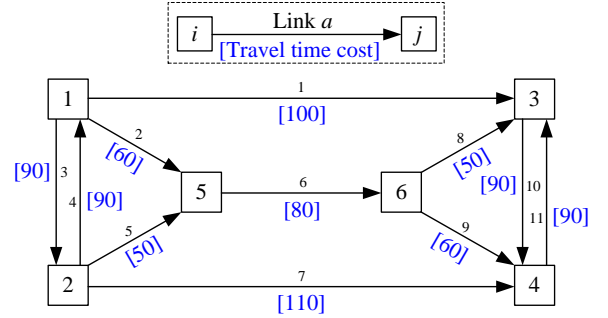 Link a
i j
[Travel time cost]
1
1 3
[100]
2 8
[60] [50]
[90] 3 [90] 10
4 [90] 5 6 6 11 [90]
[80]
5 9
[50] [60]
7
2 4
[110]